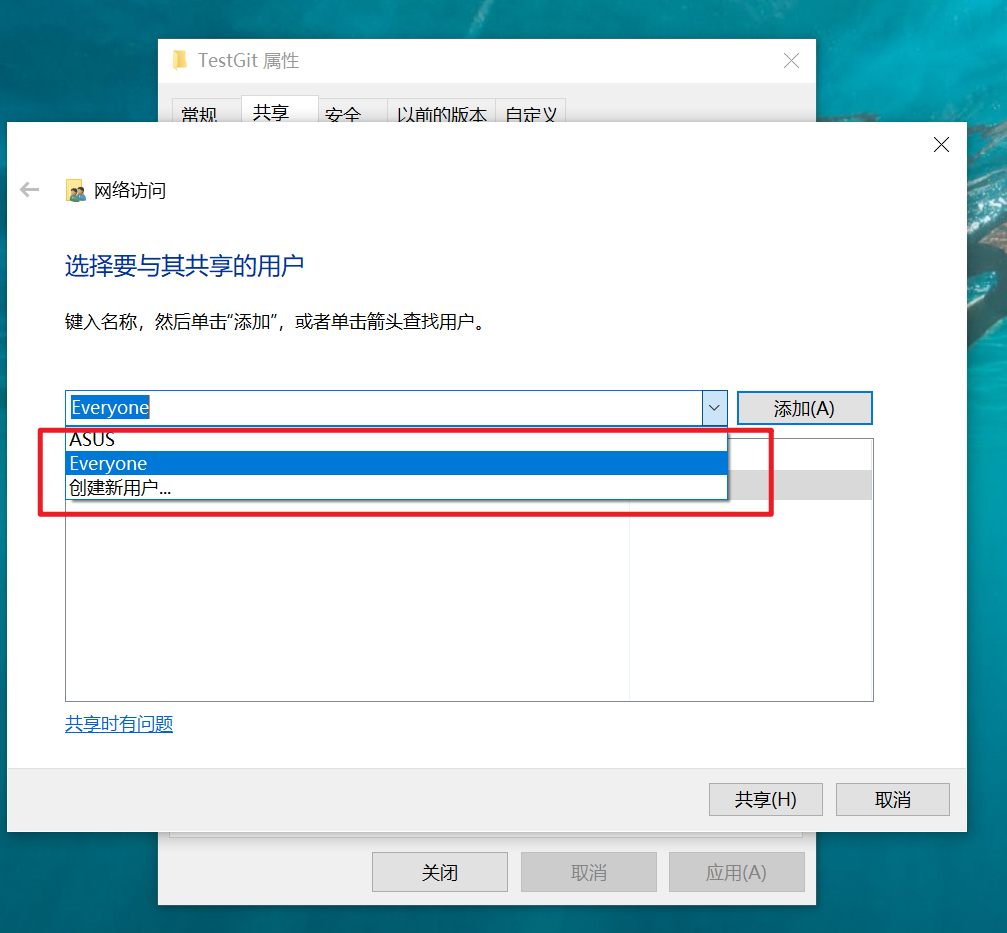 TestGit 属性
常规
共享
安全
以前的版本
自定义
网络访问
选择要与其共享的用户
键入名称，然后单击“添加”，或者单击箭头查找用户。
Everyone
添加(A)
ASUS
Everyone
创建新用户...
共享时有问题
共享(H)
取消
关闭
取消
应用(A)